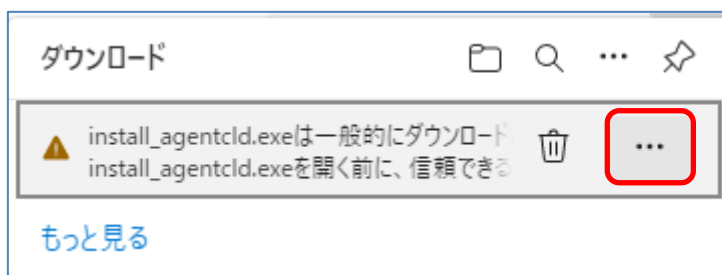 ダウンロード
install_agentcld.exeは一般的にダウンロード
install_agentcld.exeを開く前に、信頼できる
もっと見る